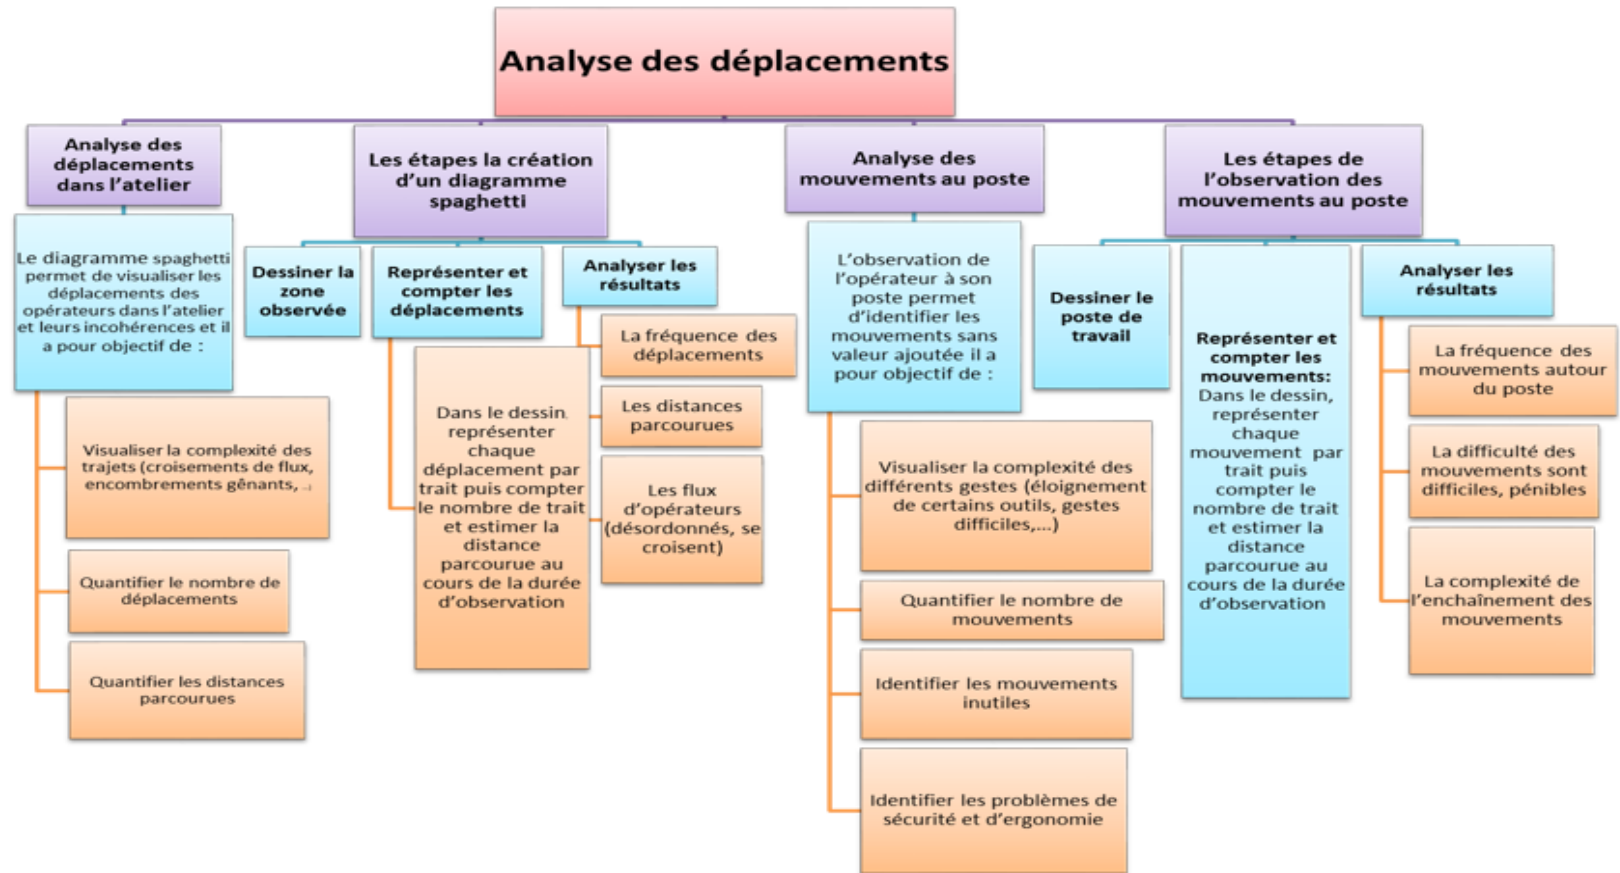 Analyse des déplacements
Analyse des
déplacements
dans l'atelier
Le diagramme spaghetti
permet de visualiser les
déplacements des
opérateurs dans l'atelier
et leurs incohérences et il
a pour objectif de :
Visualiser la complexité des
trajets (croisements de flux,
encombrements gênants, ..)
Quantifier le nombre de
déplacements
Quantifier les distances
parcourues
Les étapes la création
d'un diagramme
spaghetti
Dessiner la
zone
observée
Représenter et
compter les
déplacements
Dans le dessin,
représenter
chaque
déplacement par
trait puis compter
le nombre de trait
et estimer la
distance
parcourue au
cours de la durée
d'observation
Analyser les
résultats
La fréquence des
déplacements
Les distances
parcourues
Les flux
d'opérateurs
(désordonnés, se
croisent)
Analyse des
mouvements au poste
L'observation de
l'opérateur à son
poste permet
d'identifier les
mouvements sans
valeur ajoutée il a
pour objectif de :
Visualiser la complexité des
différents gestes (éloignement
de certains outils, gestes
difficiles,...)
Quantifier le nombre de
mouvements
Identifier les mouvements
inutiles
Identifier les problèmes de
sécurité et d'ergonomie
Les étapes de
l'observation des
mouvements au poste
Dessiner le
poste de
travail
Représenter et
compter les
mouvements:
Dans le dessin,
représenter
chaque
mouvement par
trait puis
compter le
nombre de trait
et estimer la
distance
parcourue au
cours de la durée
d'observation
Analyser les
résultats
La fréquence des
mouvements autour
du poste
La difficulté des
mouvements sont
difficiles, pénibles
La complexité de
l'enchaînement des
mouvements